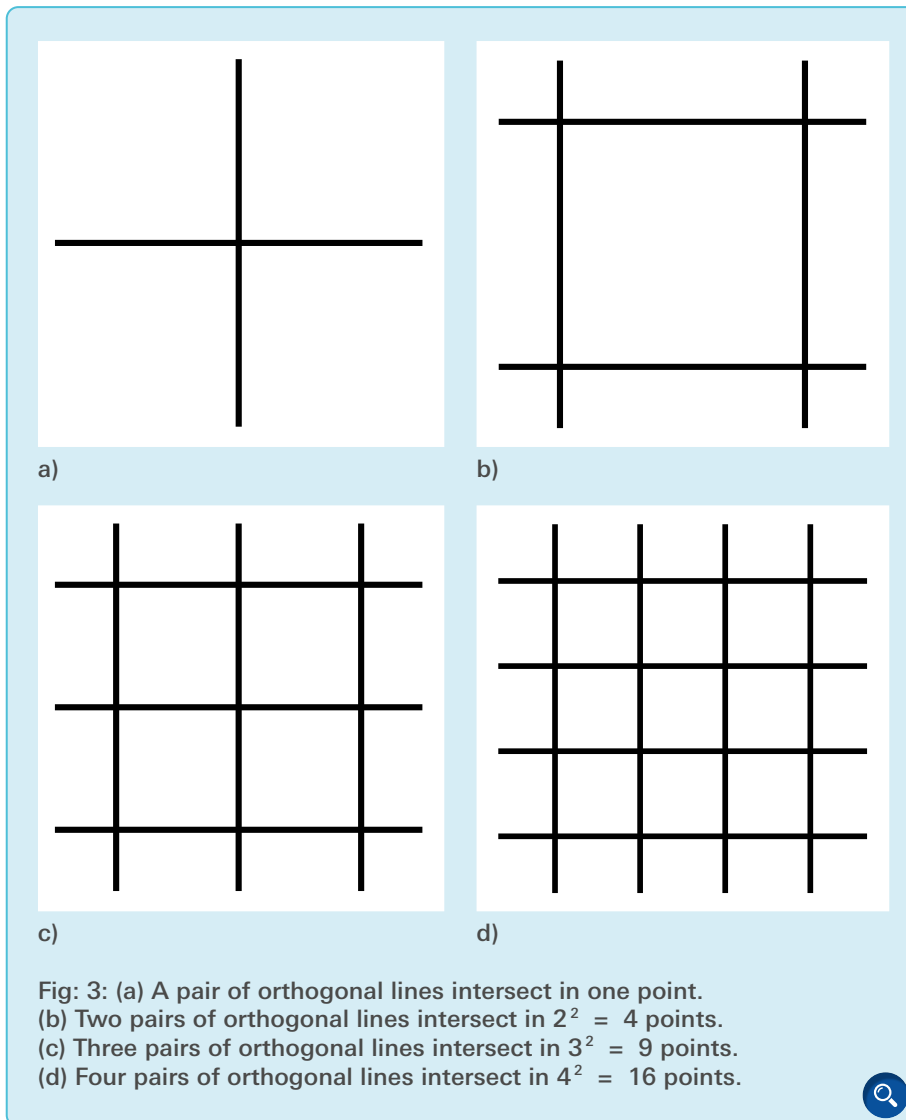 a)
b)
c)
d)
Fig: 3: (a) A pair of orthogonal lines intersect in one point.
(b) Two pairs of orthogonal lines intersect in 2² = 4 points.
(c) Three pairs of orthogonal lines intersect in 3² = 9 points.
(d) Four pairs of orthogonal lines intersect in 4² = 16 points.